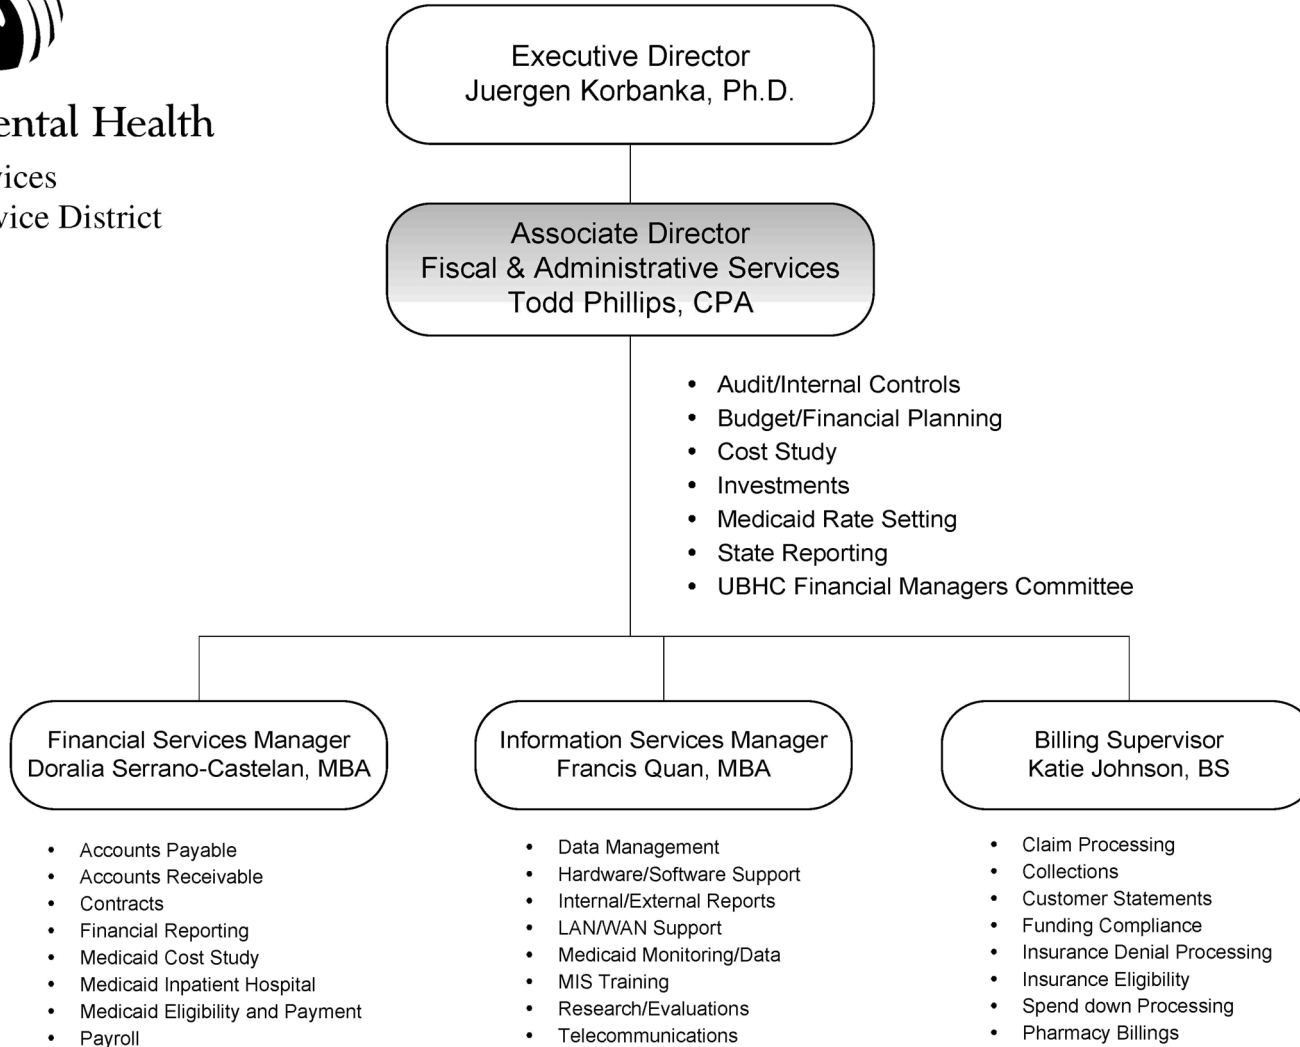 Executive Director
Juergen Korbanka, Ph.D.
Health
District
Associate Director
Fiscal & Administrative Services
Todd Phillips, CPA
• Audit/Internal Controls
• Budget/Financial Planning
• Cost Study
• Investments
• Medicaid Rate Setting
• State Reporting
• UBHC Financial Managers Committee
Financial Services Manager
Doralia Serrano-Castelan, MBA
• Accounts Payable
• Accounts Receivable
• Contracts
• Financial Reporting
• Medicaid Cost Study
• Medicaid Inpatient Hospital
• Medicaid Eligibility and Payment
• Payroll
Information Services Manager
Francis Quan, MBA
• Data Management
• Hardware/Software Support
• Internal/External Reports
• LAN/WAN Support
• Medicaid Monitoring/Data
• MIS Training
• Research/Evaluations
• Telecommunications
Billing Supervisor
Katie Johnson, BS
• Claim Processing
• Collections
• Customer Statements
• Funding Compliance
• Insurance Denial Processing
• Insurance Eligibility
• Spend down Processing
• Pharmacy Billings